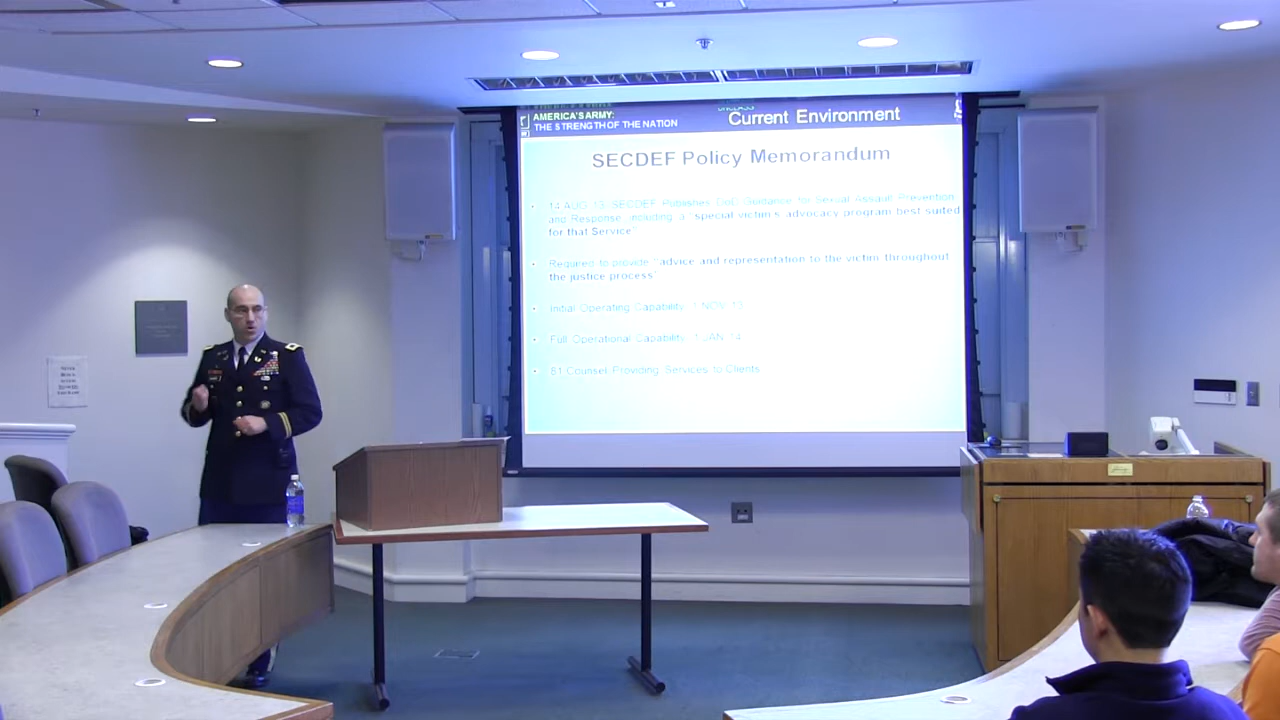 UNCLASS
AMERICA'S ARMY:
THE STRENGTH OF THE NATION
Current Environment
SECDEF Policy Memorandum
• 14 AUG 13 SECDEF Publishes DoD Guidance for Sexual Assault Prevention
and Response including a "special victim's advocacy program best suited
for that Service"
• Required to provide "advice and representation to the victim throughout
the justice process"
• Initial Operating Capability: 1 NOV 13
• Full Operational Capability: 1 JAN 14
• 81 Counsel Providing Services to Clients